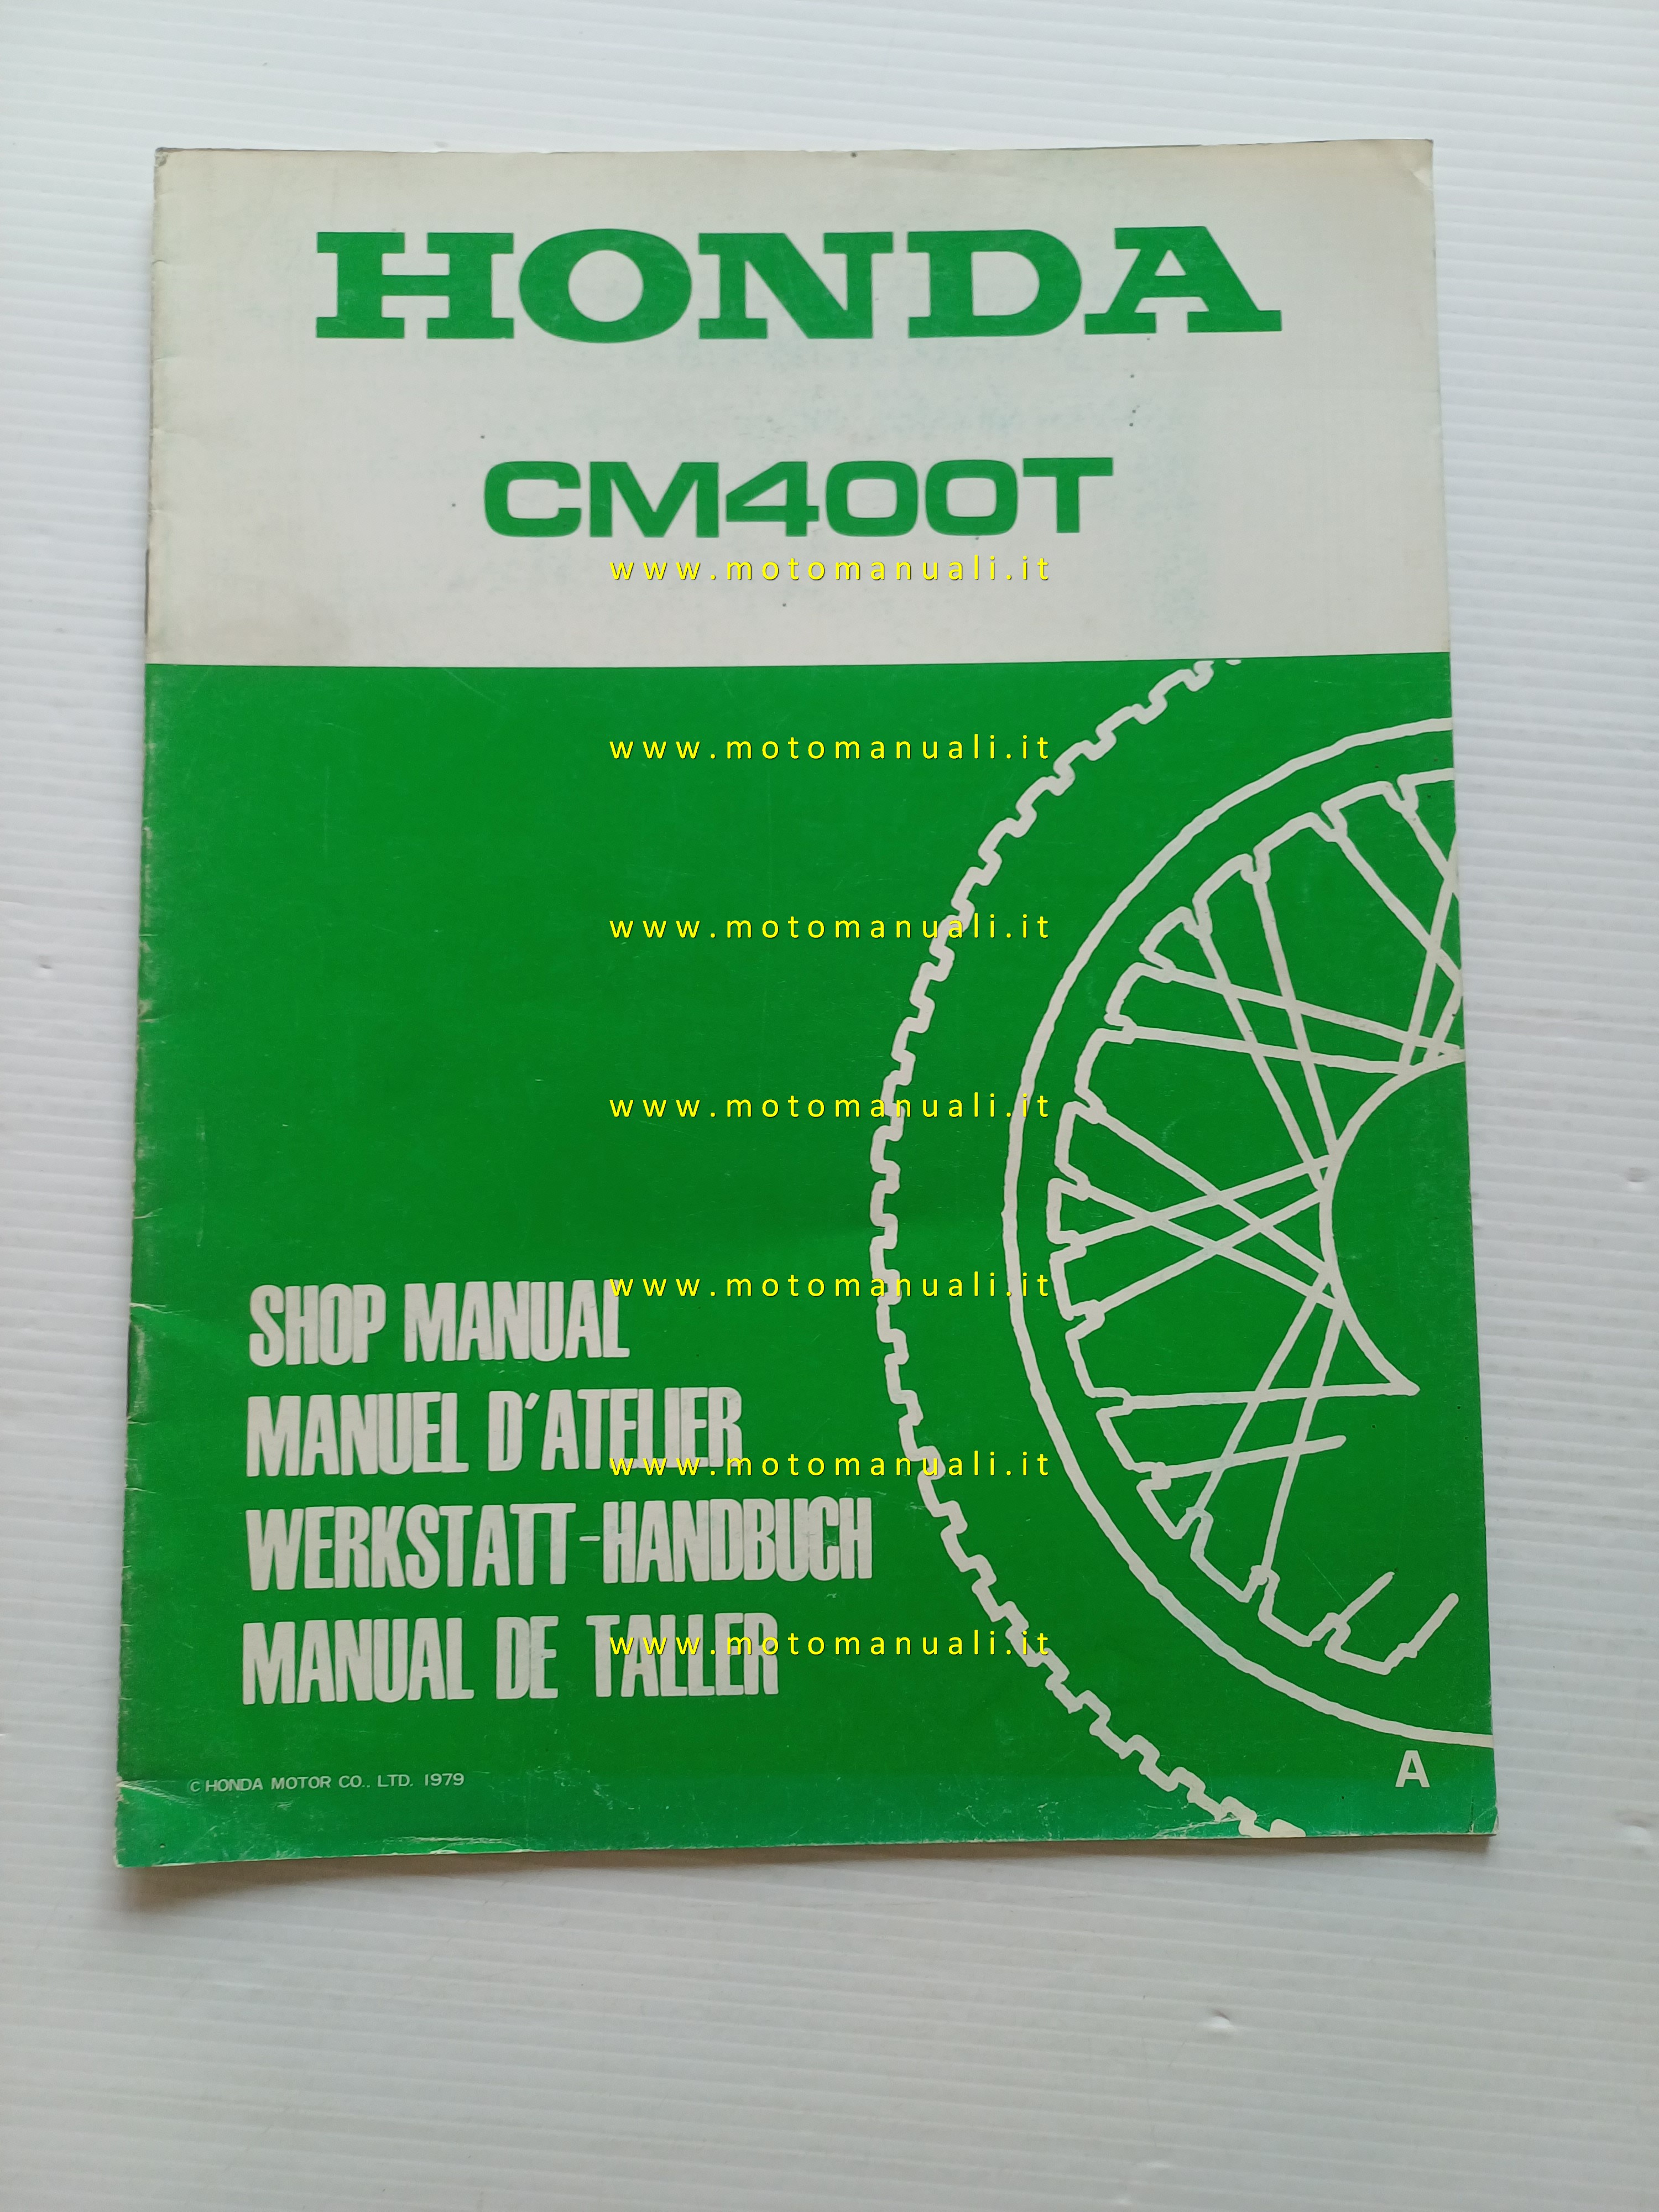 HONDA
CM400T
www.motomanuali.it
www.motomanuali.it
www.motomanuali.it
www.motomanuali.it
SHOP MANUAL
www.motomanuali.it
MANUEL D'ATELIER
www.motomanuali.it
WERKSTATT-HANDBUCH
MANUAL DE TALLER
www.motomanuali.it
© HONDA MOTOR CO., LTD. 1979
A